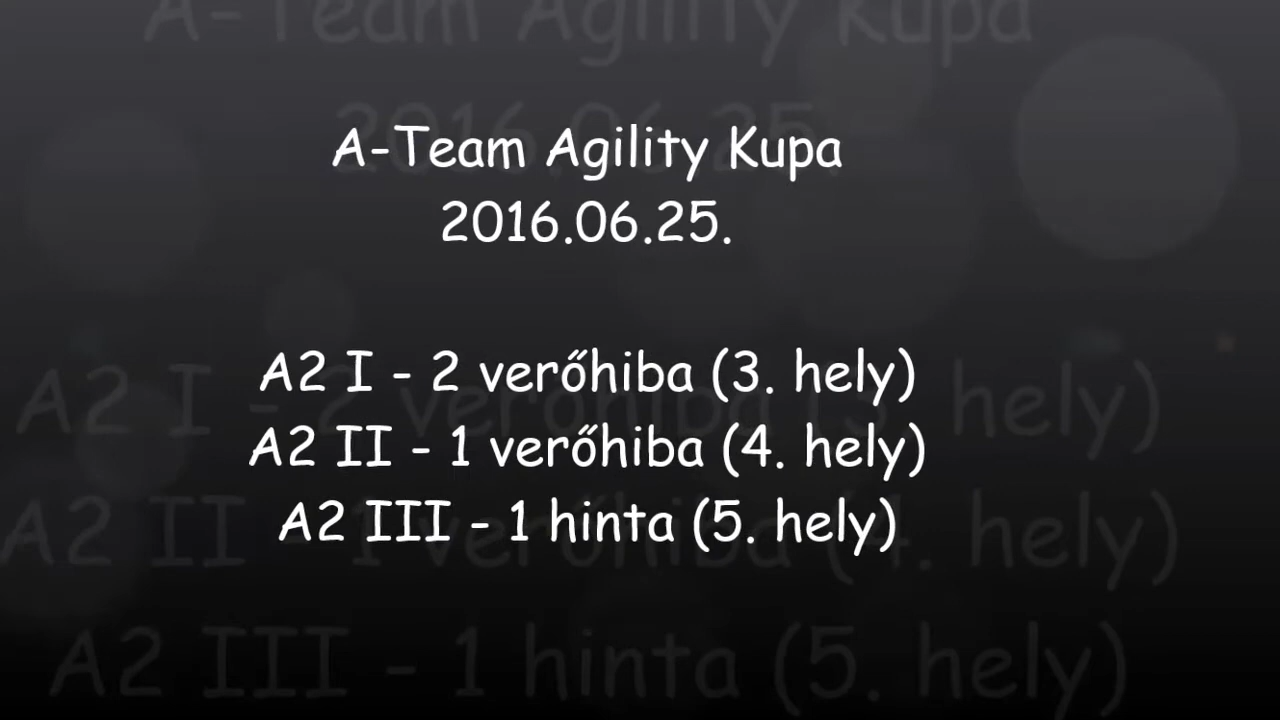 A-Team Agility Kupa
2016.06.25.
A2 I - 2 verőhiba (3. hely)
A2 II - 1 verőhiba (4. hely)
A2 III - 1 hinta (5. hely)